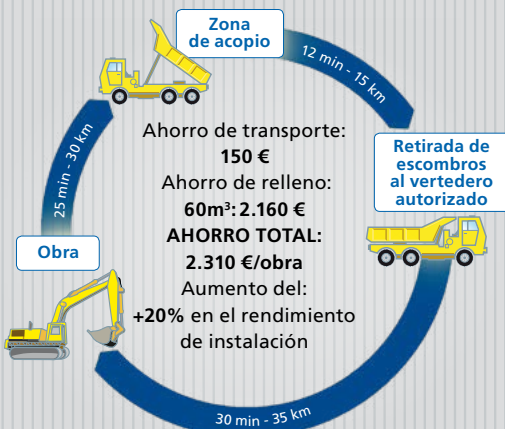 Zona
de acopio
12 min - 15 km
Retirada de
escombros
al vertedero
autorizado
30 min - 35 km
Obra
25 min - 30 km
Ahorro de transporte:
150 €
Ahorro de relleno:
60m³: 2.160 €
AHORRO TOTAL:
2.310 €/obra
Aumento del:
+20% en el rendimiento
de instalación